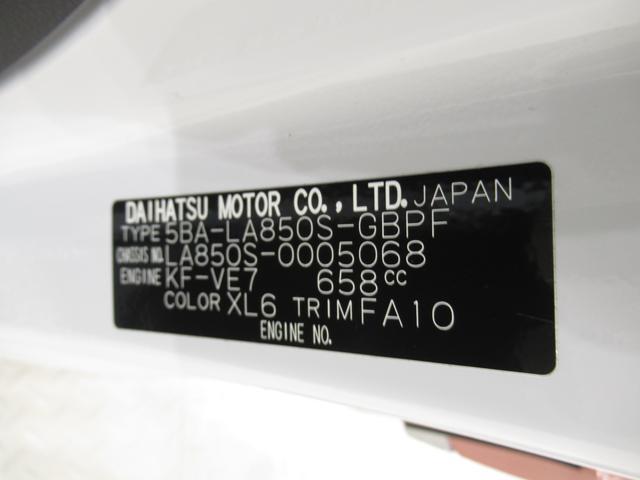 DAIHATSU MOTOR CO., LTD. JAPAN
TYPE 5BA-LA850S-GBPF
CHASSIS NO. LA850S-0005068
ENGINE KF-VE7 658cc
COLOR XL6 TRIM FA10
ENGINE NO.